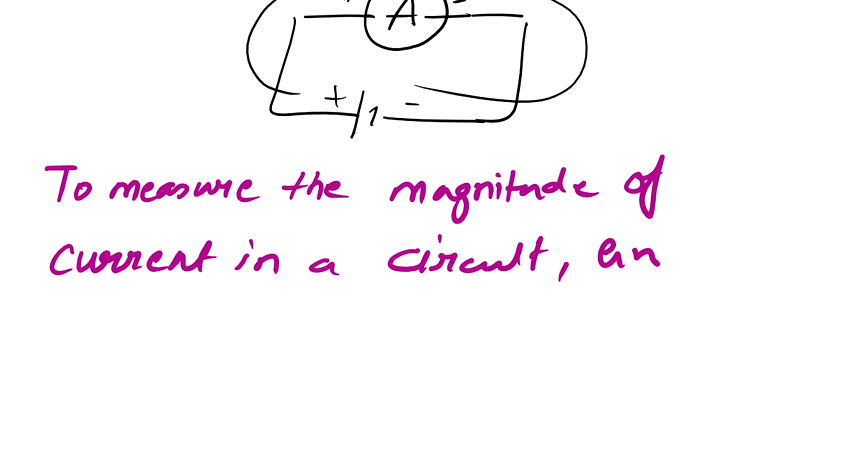 + A -
+ -
To measure the magnitude of
current in a circuit, an